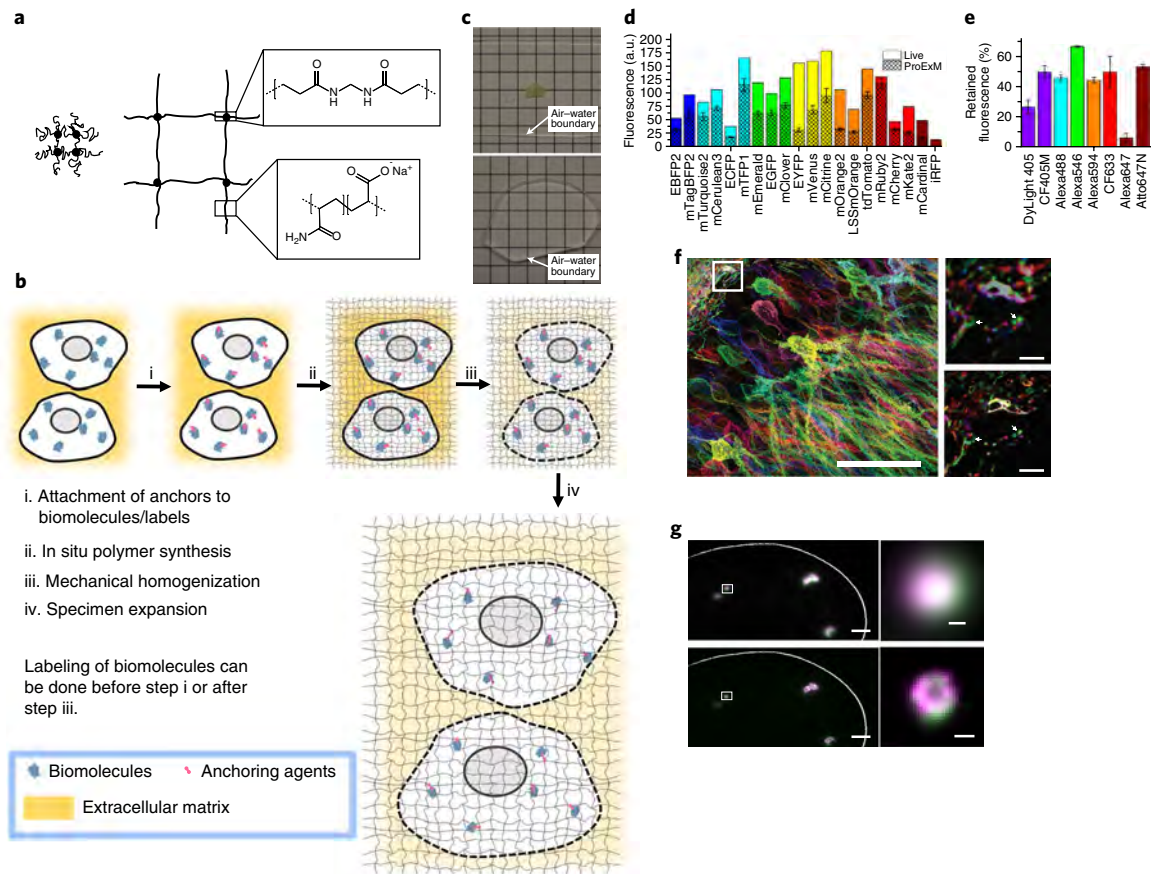 a
O
O
N
H
N
H
O
O
-
Na+
H2N
O
b
i
ii
iii
iv
i. Attachment of anchors to
biomolecules/labels
ii. In situ polymer synthesis
iii. Mechanical homogenization
iv. Specimen expansion
Labeling of biomolecules can
be done before step i or after
step iii.
Biomolecules
Anchoring agents
Extracellular matrix
c
Air–water
boundary
Air–water
boundary
d
Fluorescence (a.u.)
200
175
150
125
100
75
50
25
0
Live
ProExM
EBFP2
mTagBFP2
mTurquoise2
mCerulean3
ECFP
mTFP1
mEmerald
EGFP
mClover
EYFP
mVenus
mCitrine
mOrange2
LSSmOrange
tdTomato
mRuby2
mCherry
mKate2
mCardinal
iRFP
e
Retained
fluorescence (%)
60
40
20
0
DyLight 405
CF405M
Alexa488
Alexa546
Alexa594
CF633
Alexa647
Atto647N
f
g